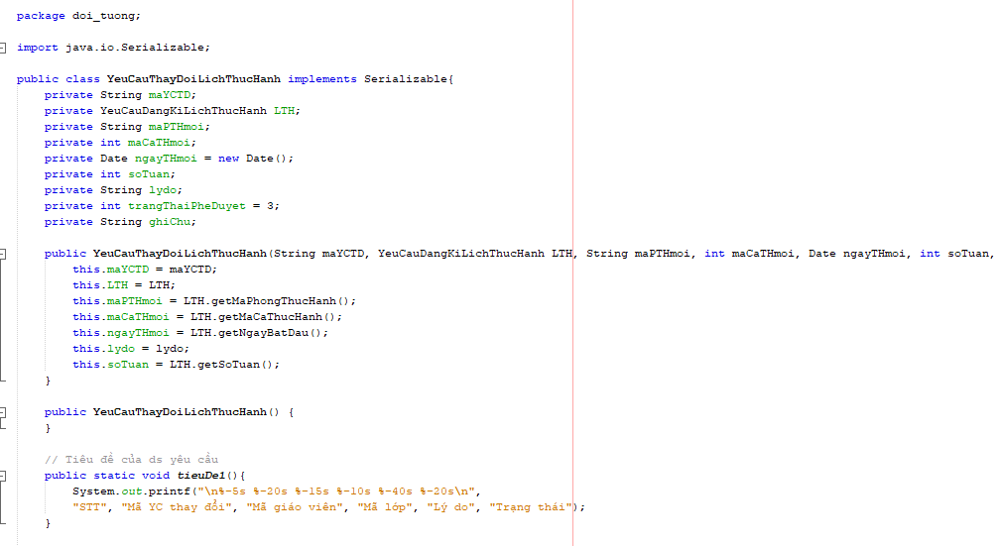 package doi_tuong;
import java.io.Serializable;
public class YeuCauThayDoiLichThucHanh implements Serializable{
private String maYCTD;
private YeuCauDangKiLichThucHanh LTH;
private String maPTHmoi;
private int maCaTHmoi;
private Date ngayTHmoi = new Date();
private int soTuan;
private String lydo;
private int trangThaiPheDuyet = 3;
private String ghiChu;
public YeuCauThayDoiLichThucHanh(String maYCTD, YeuCauDangKiLichThucHanh LTH, String maPTHmoi, int maCaTHmoi, Date ngayTHmoi, int soTuan,
this.maYCTD = maYCTD;
this.LTH = LTH;
this.maPTHmoi = LTH.getMaPhongThucHanh();
this.maCaTHmoi = LTH.getMaCaThucHanh();
this.ngayTHmoi = LTH.getNgayBatDau();
this.lydo = lydo;
this.soTuan = LTH.getSoTuan();
}
public YeuCauThayDoiLichThucHanh() {
}
// Tiêu đề của ds yêu cầu
public static void tieuDe1(){
System.out.printf("\n%-5s %-20s %-15s %-10s %-40s %-20s\n",
"STT", "Mã YC thay đổi", "Mã giáo viên", "Mã lớp", "Lý do", "Trạng thái");
}